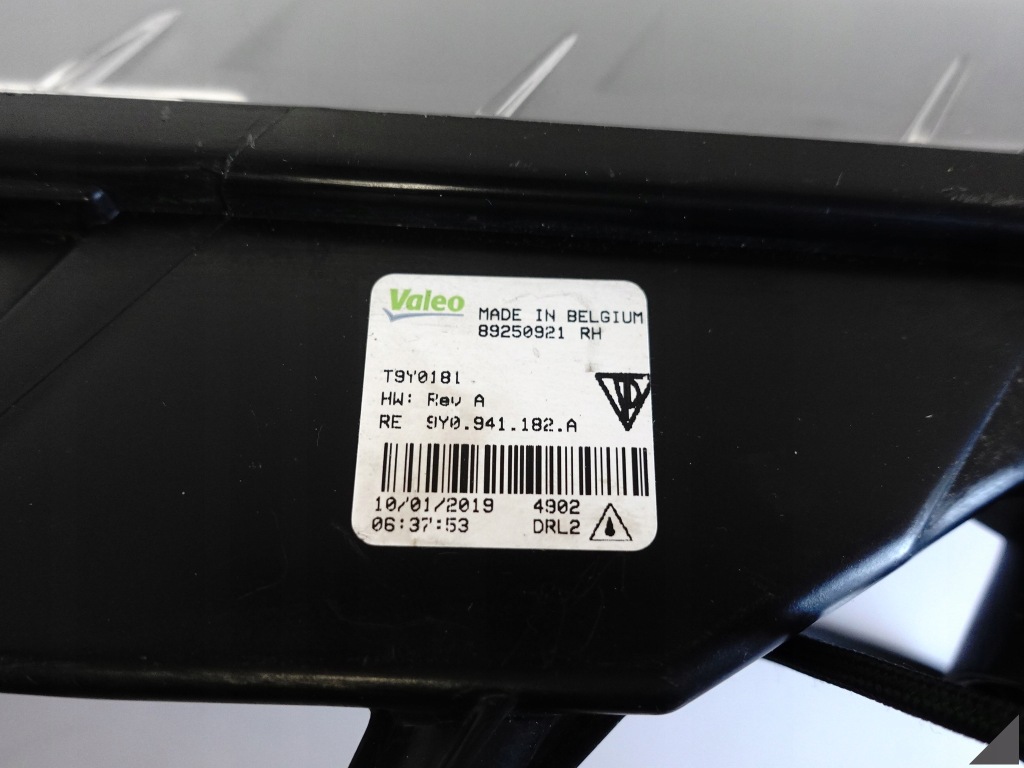 Valeo
MADE IN BELGIUM
89250921 RH
T9Y0181
HW: Rev A
RE 9Y0.941.182.A
10/01/2019 4902
06:37:53 DRL2